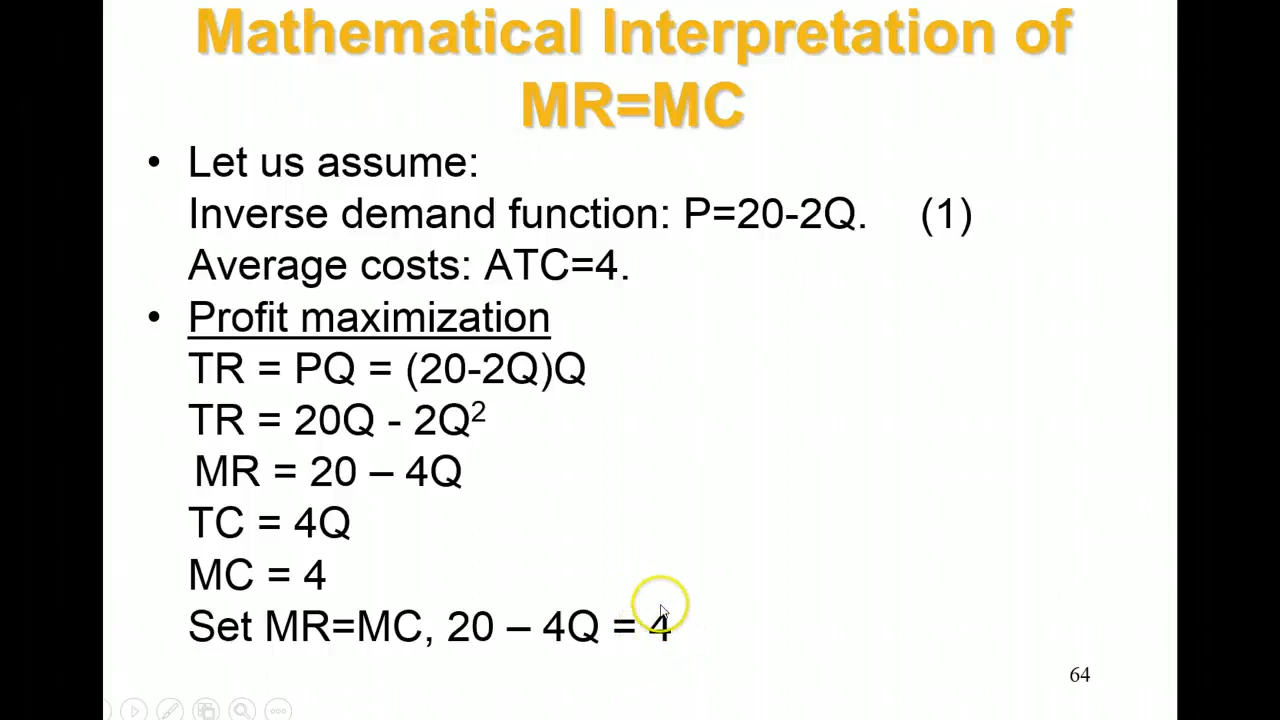 Mathematical Interpretation of
MR=MC
• Let us assume:
Inverse demand function: P=20-2Q. (1)
Average costs: ATC=4.
• Profit maximization
TR = PQ = (20-2Q)Q
TR = 20Q - 2Q²
MR = 20 – 4Q
TC = 4Q
MC = 4
Set MR=MC, 20 – 4Q = 4
64